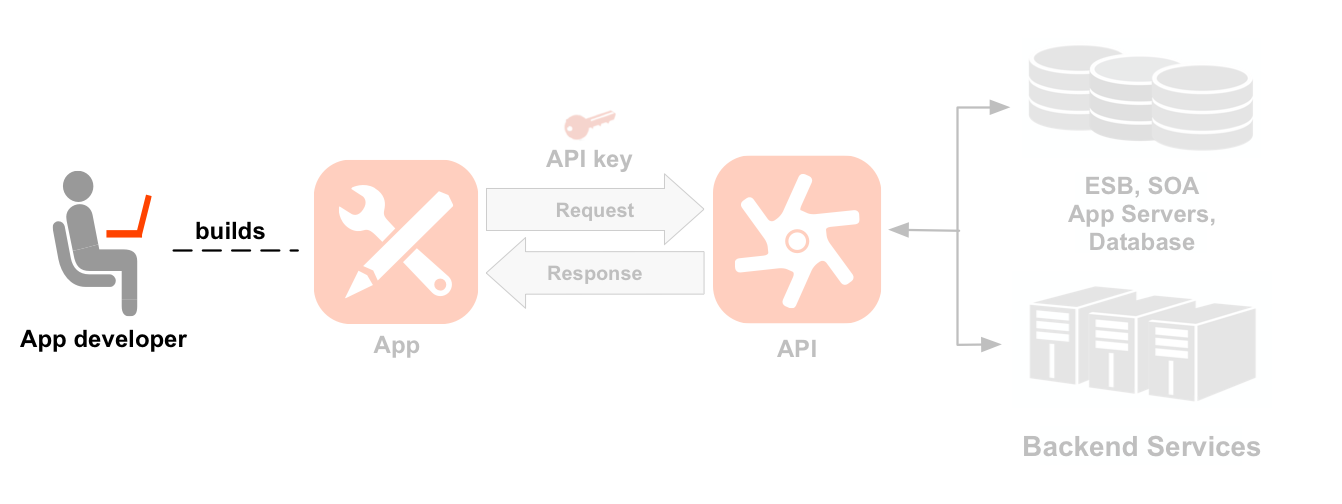 API key
builds
Request
Response
App developer
App
API
ESB, SOA
App Servers,
Database
Backend Services